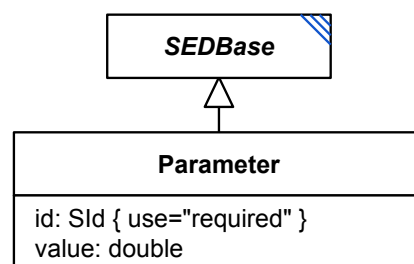 SEDBase
Parameter
id: SId { use="required" }
value: double